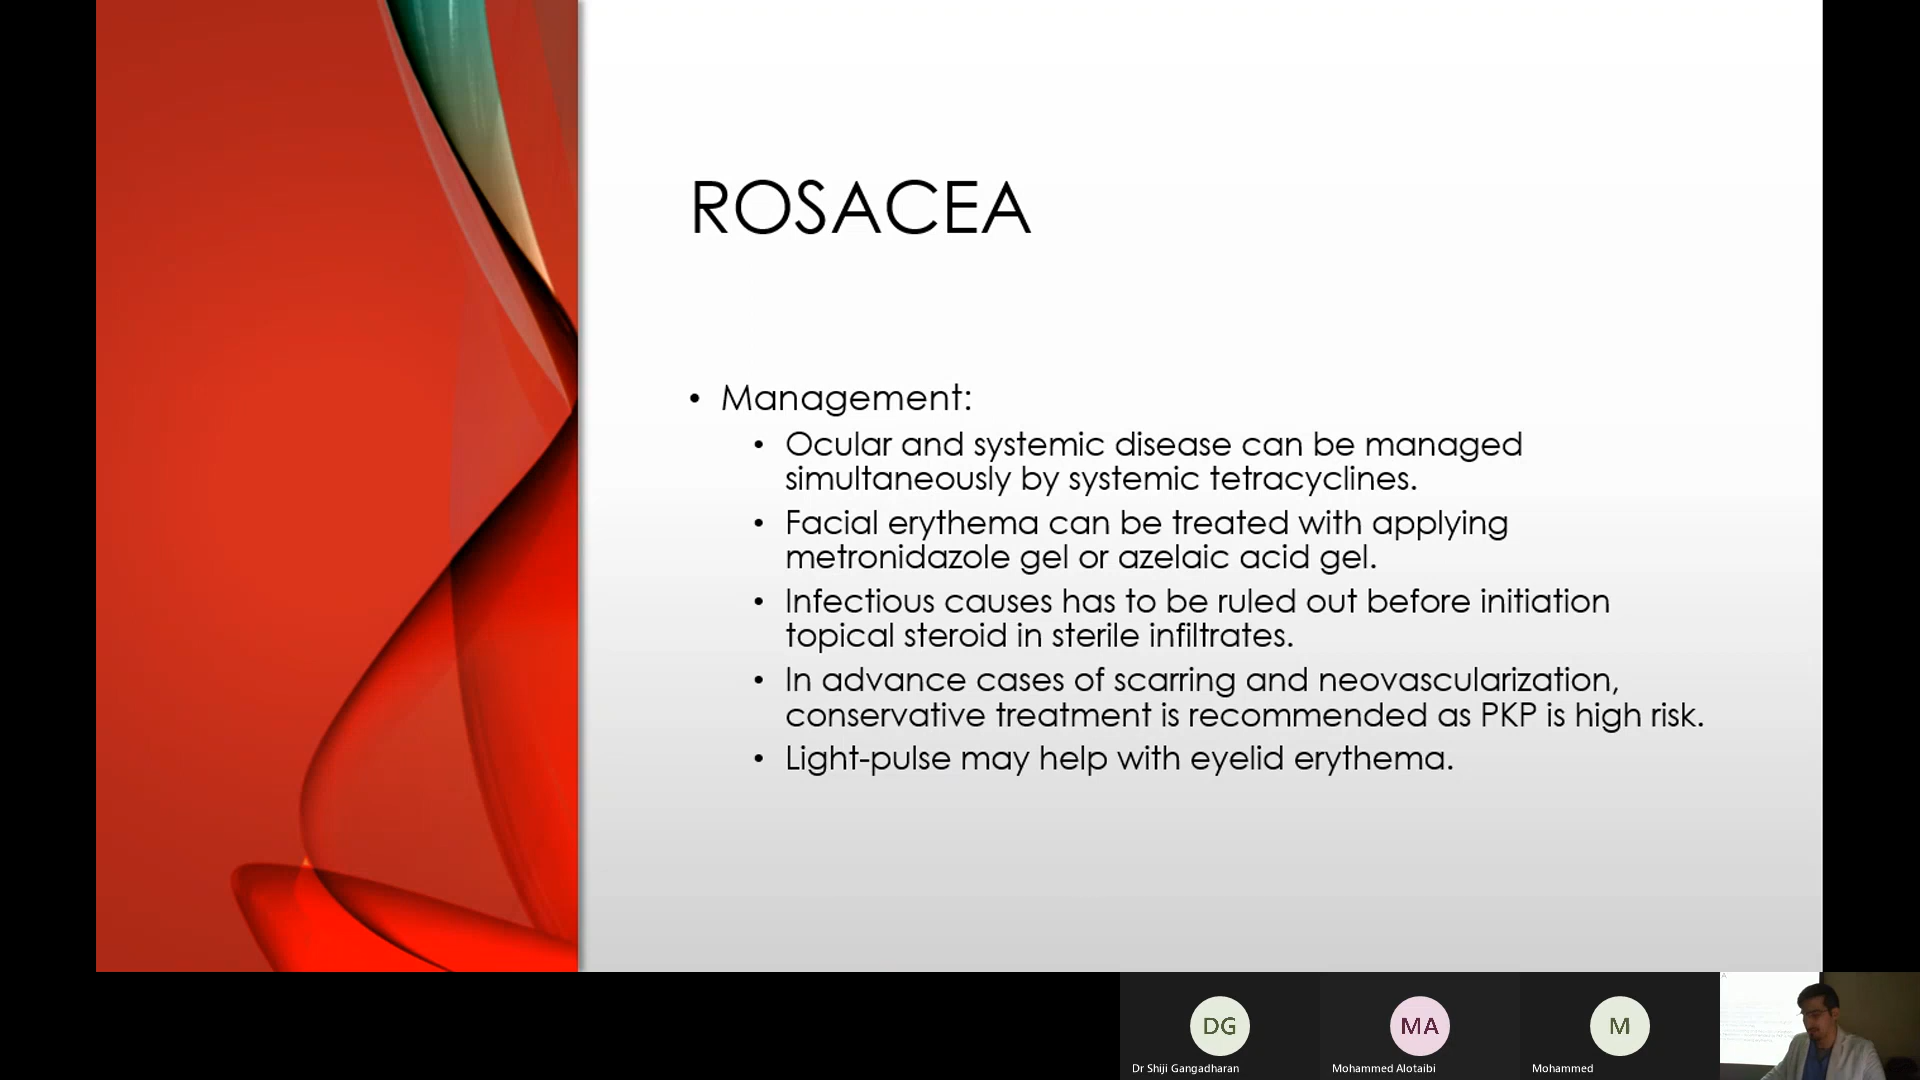 ROSACEA
• Management:
• Ocular and systemic disease can be managed
simultaneously by systemic tetracyclines.
• Facial erythema can be treated with applying
metronidazole gel or azelaic acid gel.
• Infectious causes has to be ruled out before initiation
topical steroid in sterile infiltrates.
• In advance cases of scarring and neovascularization,
conservative treatment is recommended as PKP is high risk.
• Light-pulse may help with eyelid erythema.
DG
MA
M
Dr Shiji Gangadharan
Mohammed Alotaibi
Mohammed